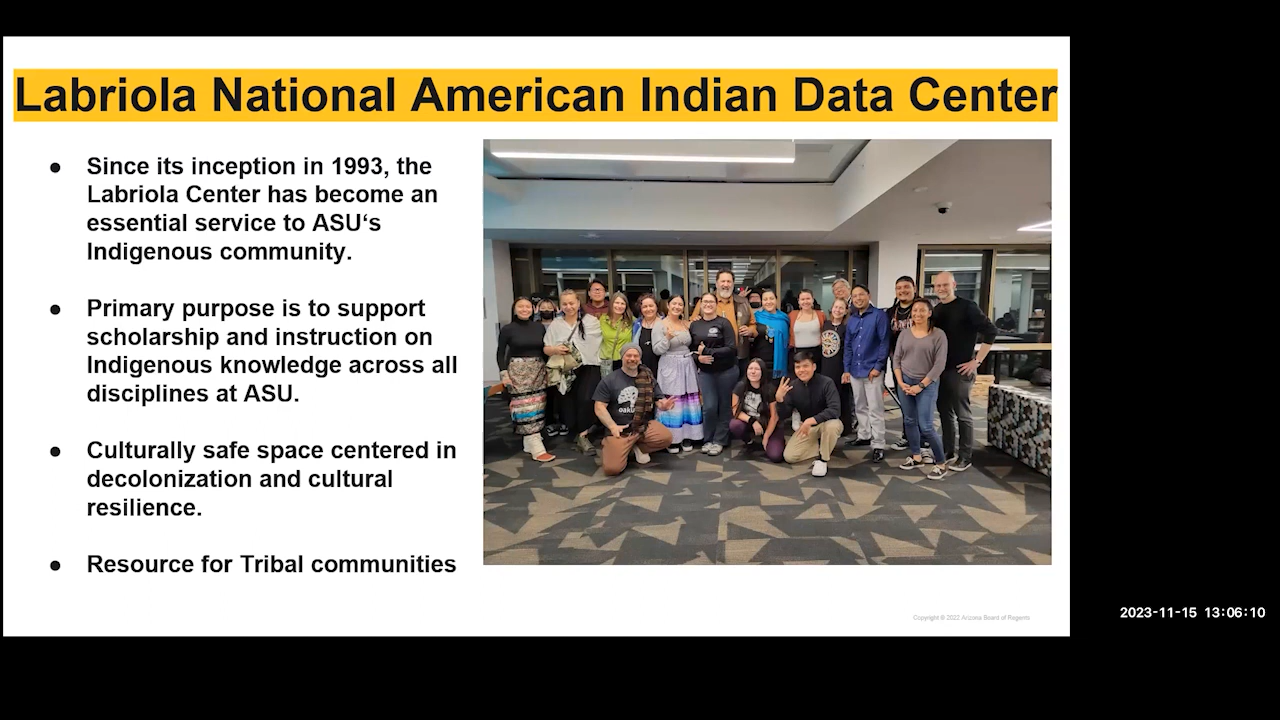 Labriola National American Indian Data Center
● Since its inception in 1993, the
Labriola Center has become an
essential service to ASU‘s
Indigenous community.
● Primary purpose is to support
scholarship and instruction on
Indigenous knowledge across all
disciplines at ASU.
● Culturally safe space centered in
decolonization and cultural
resilience.
● Resource for Tribal communities
oaku
Copyright © 2022 Arizona Board of Regents
2023-11-15 13:06:10